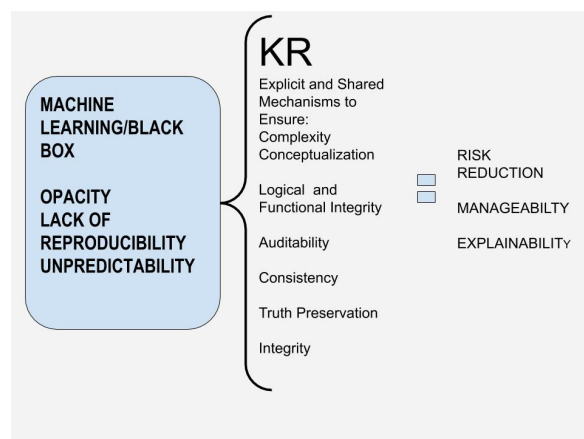 MACHINE
LEARNING/BLACK
BOX
OPACITY
LACK OF
REPRODUCIBILITY
UNPREDICTABILITY
KR
Explicit and Shared
Mechanisms to
Ensure:
Complexity
Conceptualization
Logical and
Functional Integrity
Auditability
Consistency
Truth Preservation
Integrity
RISK
REDUCTION
MANAGEABILTY
EXPLAINABILITY